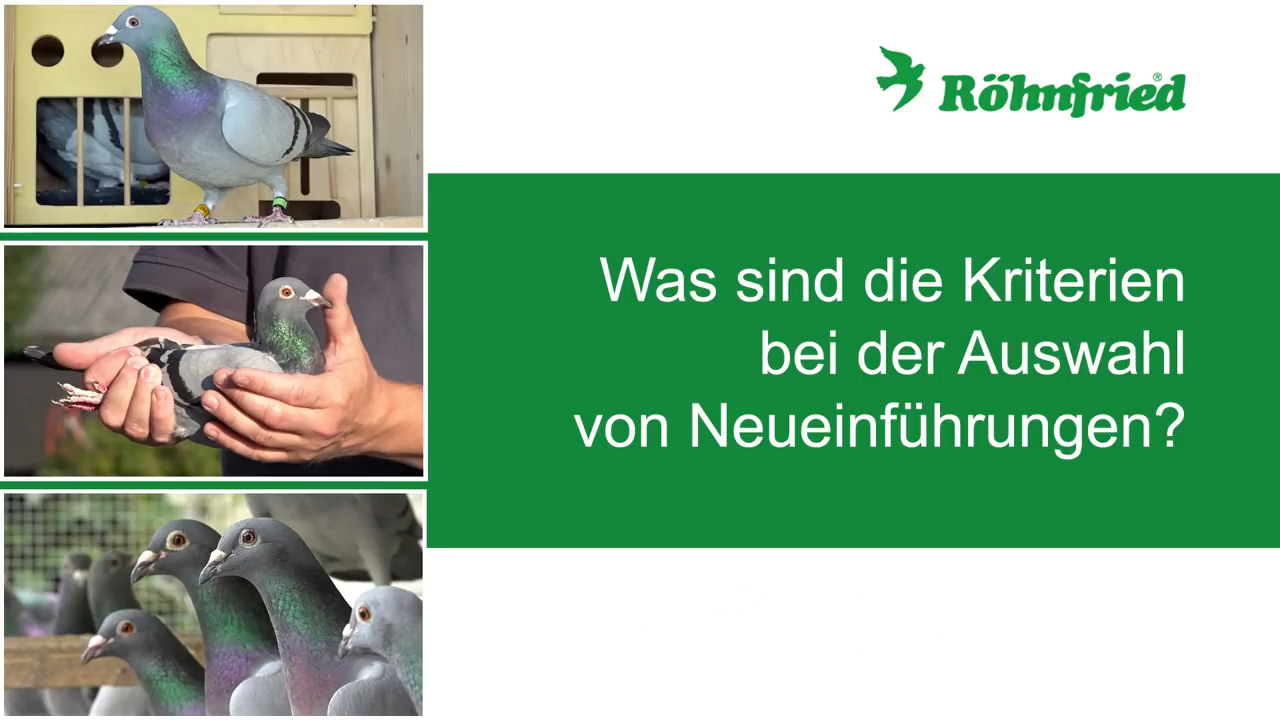 Röhnfried®
Was sind die Kriterien
bei der Auswahl
von Neueinführungen?